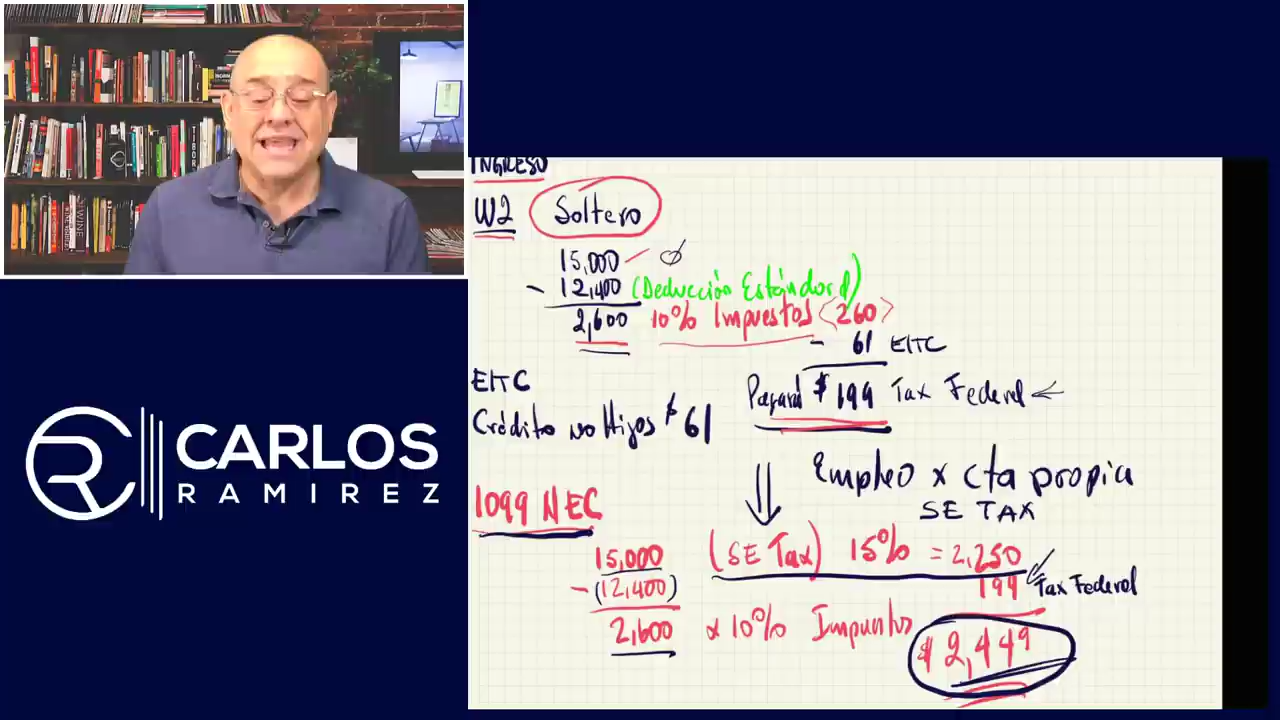 INGRESO
W2 Soltero
15,000
- 12,400 (Deducción Estándard)
2,600 10% Impuestos <260>
- 61 EITC
EITC
Pagará $199 Tax Federal
Crédito no Hijos $61
Empleo x cta propia
SE TAX
1099 NEC
15,000 (SE Tax) 15% = 2,250
-(12,400) 199 Tax Federal
2,600 x 10% Impuestos
$2,449
CARLOS
RAMIREZ